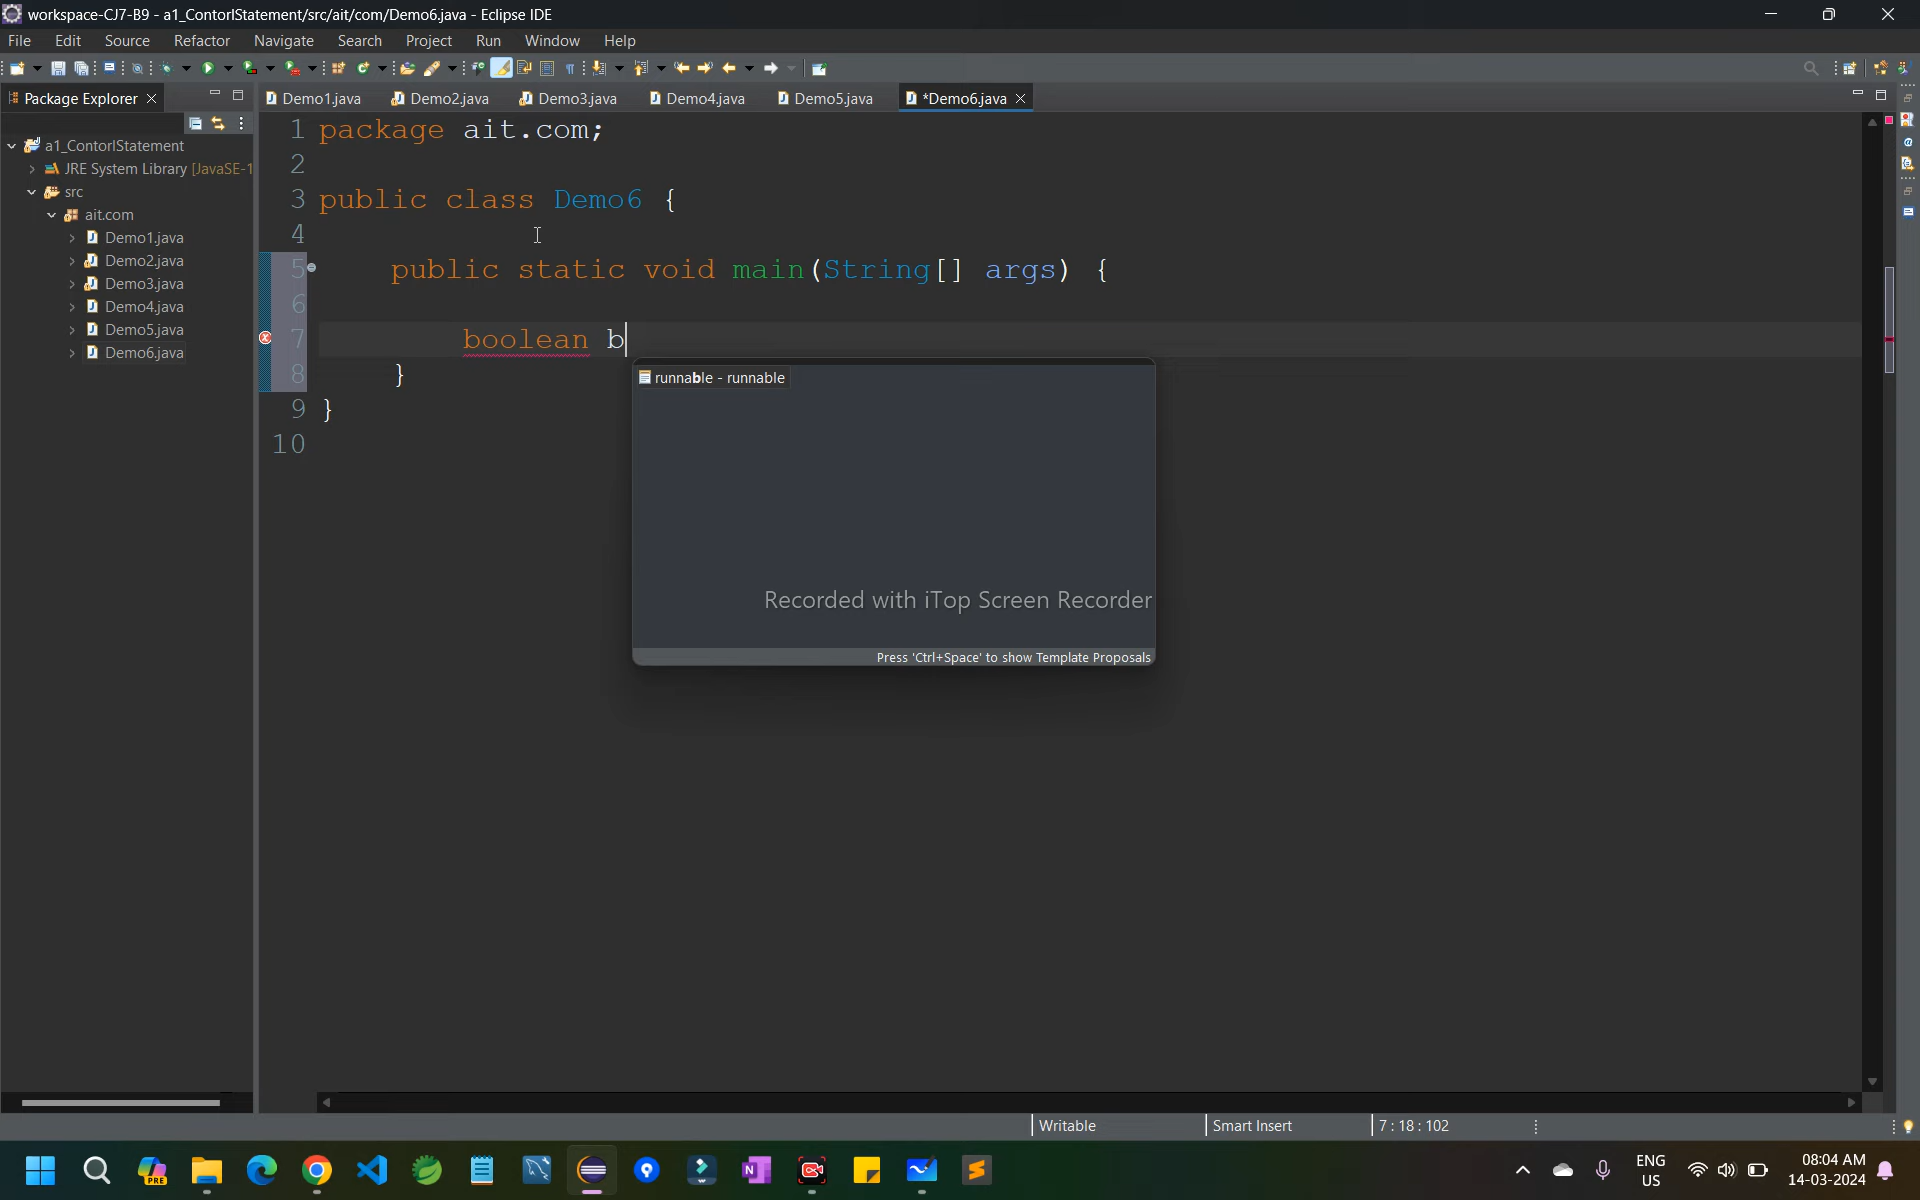 workspace-CJ7-B9 - a1_ContorlStatement/src/ait/com/Demo6.java - Eclipse IDE
File Edit Source Refactor Navigate Search Project Run Window Help
Package Explorer
Demo1.java Demo2.java Demo3.java Demo4.java Demo5.java *Demo6.java
a1_ContorlStatement
JRE System Library [JavaSE-1
src
ait.com
Demo1.java
Demo2.java
Demo3.java
Demo4.java
Demo5.java
Demo6.java
1 package ait.com;
2
3 public class Demo6 {
4
5 public static void main(String[] args) {
6
7 boolean b
8 }
9 }
10
runnable - runnable
Recorded with iTop Screen Recorder
Press 'Ctrl+Space' to show Template Proposals
Writable Smart Insert 7 : 18 : 102
PRE
N
ENG
US
08:04 AM
14-03-2024